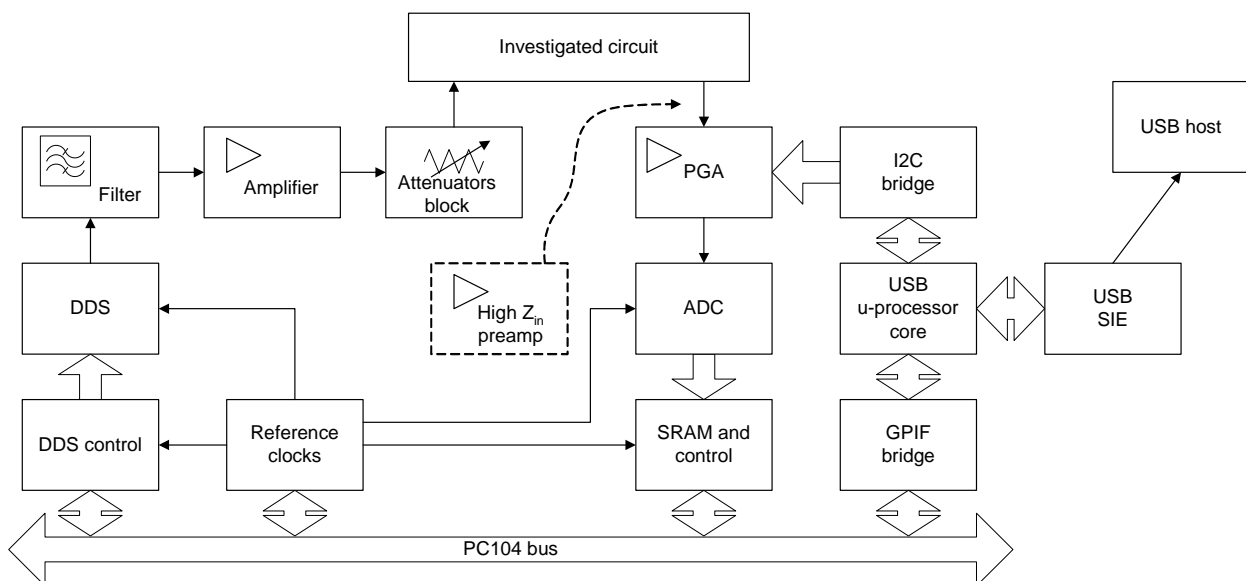 Investigated circuit
USB host
Filter
Amplifier
Attenuators
block
PGA
I2C
bridge
DDS
High Zin
preamp
ADC
USB
u-processor
core
USB
SIE
DDS control
Reference
clocks
SRAM and
control
GPIF
bridge
PC104 bus